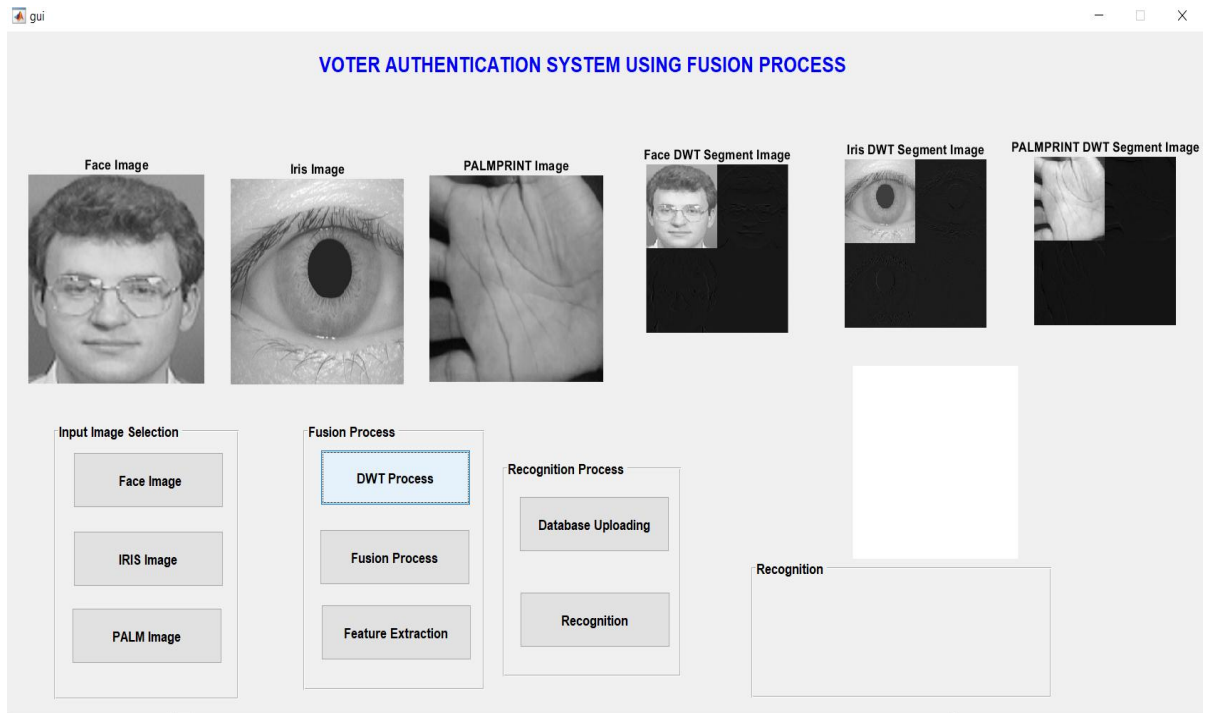 gui
VOTER AUTHENTICATION SYSTEM USING FUSION PROCESS
Face Image
Iris Image
PALMPRINT Image
Face DWT Segment Image
Iris DWT Segment Image
PALMPRINT DWT Segment Image
Input Image Selection
Face Image
IRIS Image
PALM Image
Fusion Process
DWT Process
Fusion Process
Feature Extraction
Recognition Process
Database Uploading
Recognition
Recognition